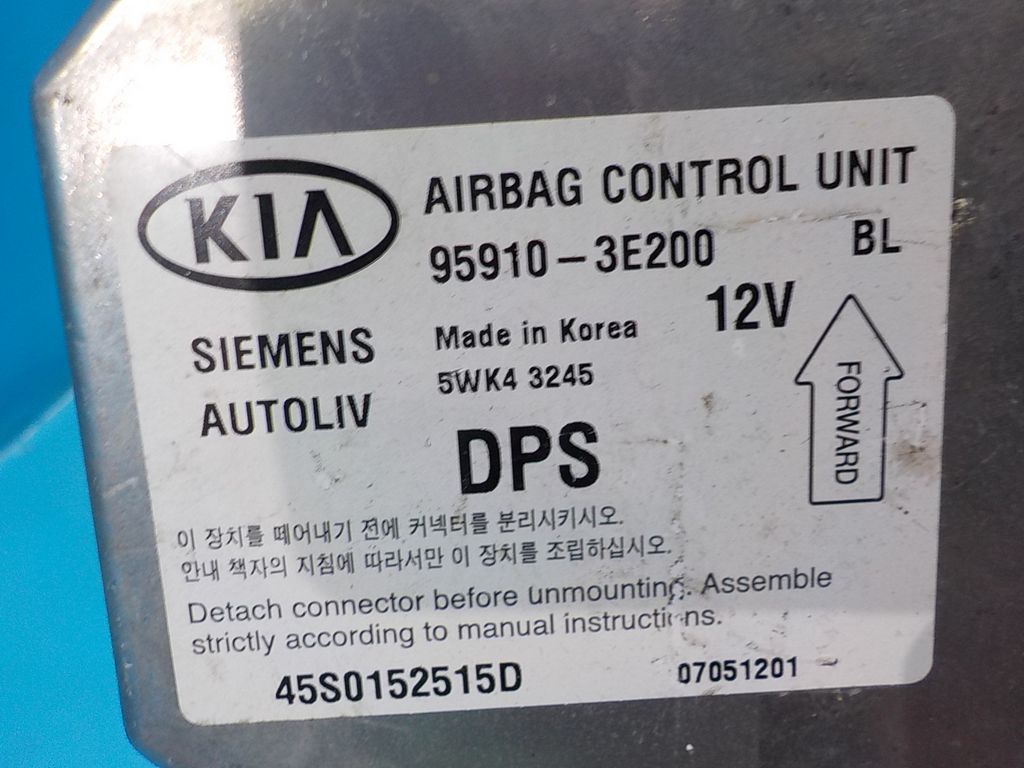 KIA
AIRBAG CONTROL UNIT
95910-3E200
BL
12V
SIEMENS
AUTOLIV
Made in Korea
5WK4 3245
DPS
FORWARD
이 장치를 떼어내기 전에 커넥터를 분리시키시오.
안내 책자의 지침에 따라서만 이 장치를 조립하십시오.
Detach connector before unmounting. Assemble
strictly according to manual instructions.
45S0152515D
07051201